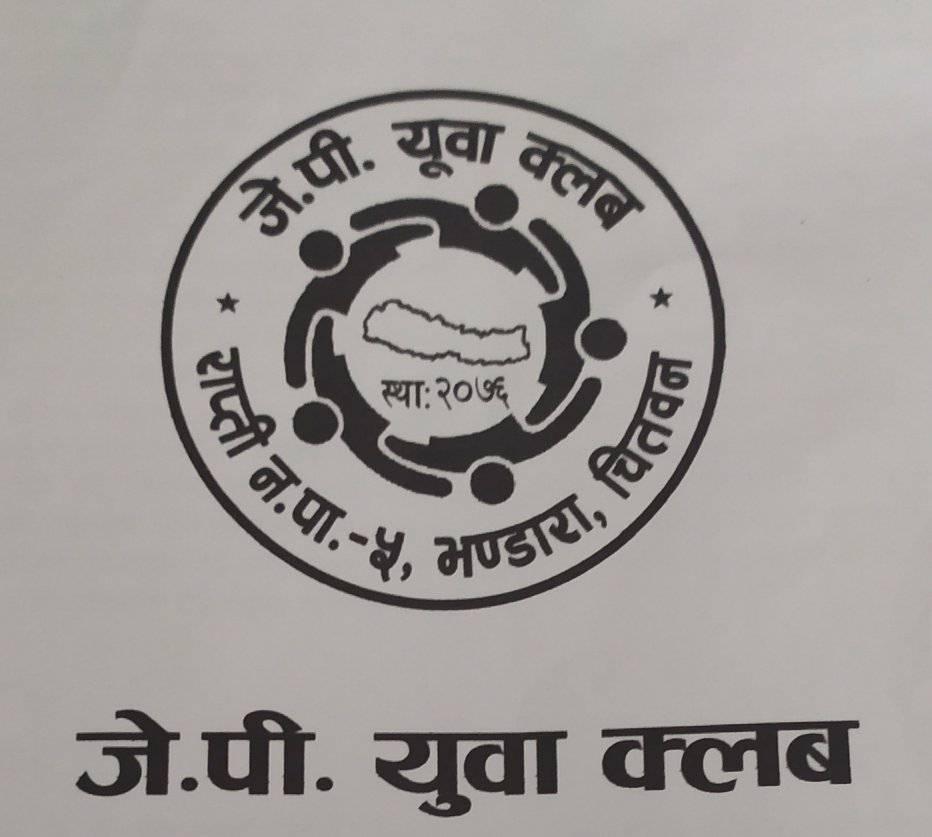 जे.पी. यूवा क्लब
स्था: २०७६
राप्ती न.पा.-५, भण्डारा, चितवन
जे.पी. युवा क्लब